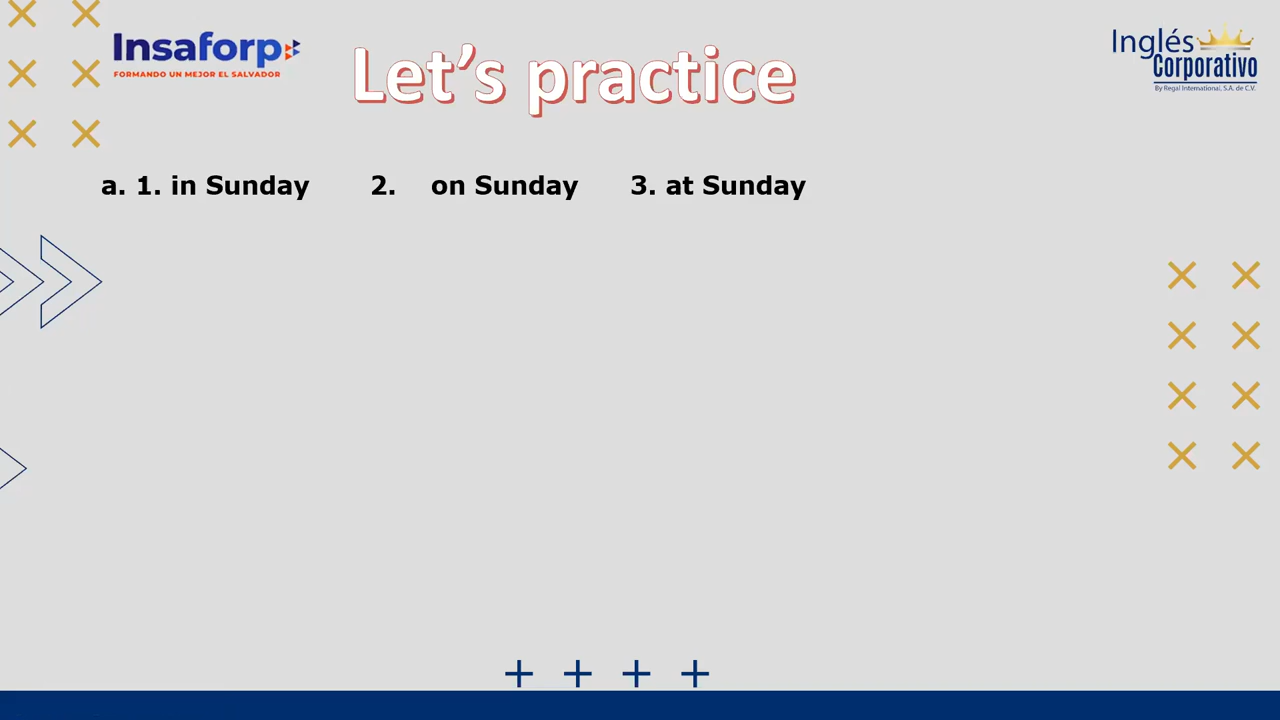 Insaforp
FORMANDO UN MEJOR EL SALVADOR
Let's practice
Inglés
Corporativo
By Regal International, S.A. de C.V.
a. 1. in Sunday 2. on Sunday 3. at Sunday